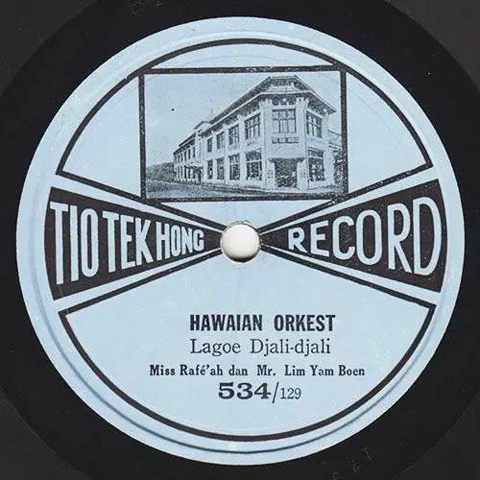 TIO TEK HONG RECORD
HAWAIAN ORKEST
Lagoe Djali-djali
Miss Rafé'ah dan Mr. Lim Yam Boen
534/129